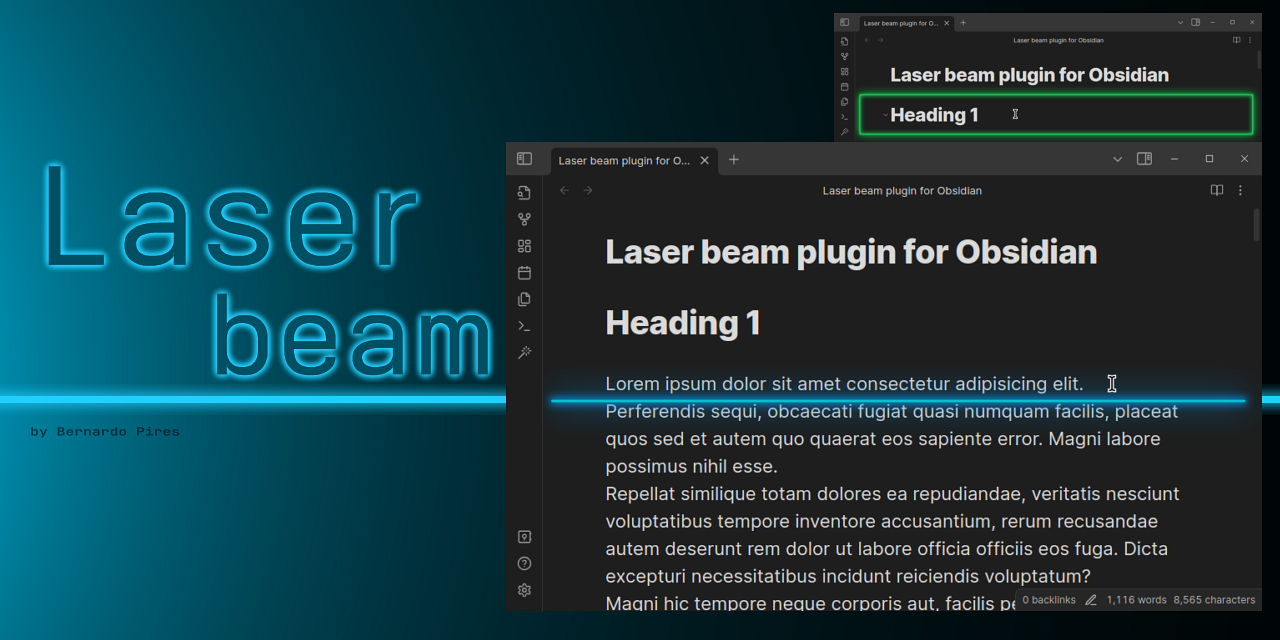 Laser
beam
by Bernardo Pires
Laser beam plugin for O...
Laser beam plugin for Obsidian
Laser beam plugin for Obsidian
Heading 1
Laser beam plugin for O...
Laser beam plugin for Obsidian
Laser beam plugin for Obsidian
Heading 1
Lorem ipsum dolor sit amet consectetur adipisicing elit.
Perferendis sequi, obcaecati fugiat quasi numquam facilis, placeat
quos sed et autem quo quaerat eos sapiente error. Magni labore
possimus nihil esse.
Repellat similique totam dolores ea repudiandae, veritatis nesciunt
voluptatibus tempore inventore accusantium, rerum recusandae
autem deserunt rem dolor ut labore officia officiis eos fuga. Dicta
excepturi necessitatibus incidunt reiciendis voluptatum?
Magni hic tempore neque corporis aut, facilis
0 backlinks 1,116 words 8,565 characters